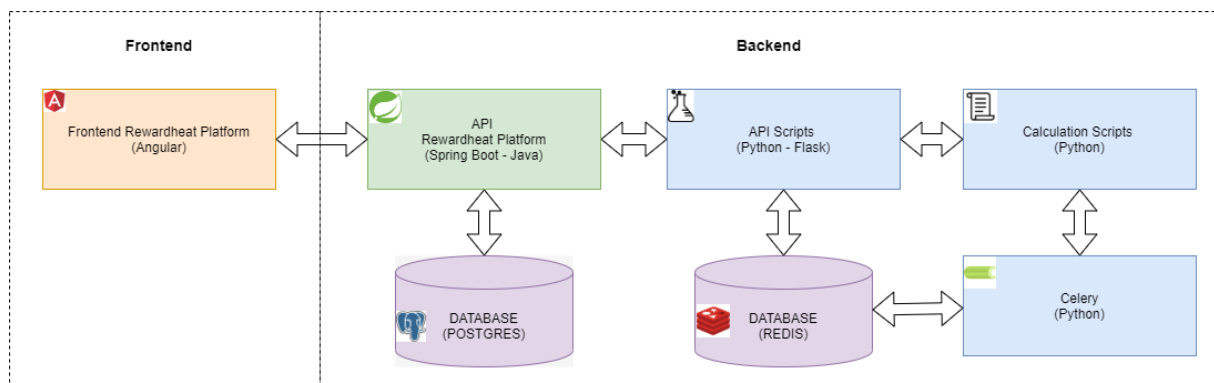 Frontend
Backend
Frontend Rewardheat Platform
(Angular)
API
Rewardheat Platform
(Spring Boot - Java)
API Scripts
(Python - Flask)
Calculation Scripts
(Python)
DATABASE
(POSTGRES)
DATABASE
(REDIS)
Celery
(Python)